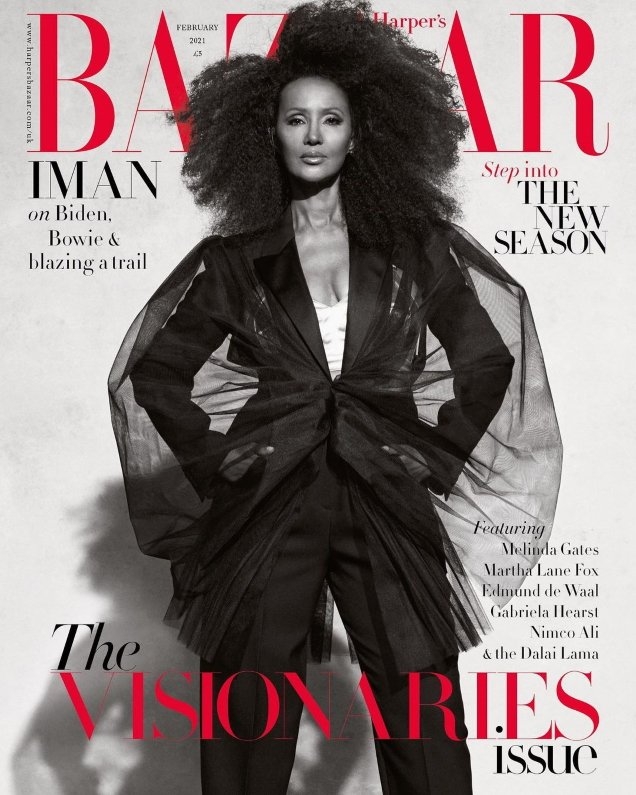 www.harpersbazaar.com/uk
FEBRUARY
2021
£5
Harper's
BAZAAR
IMAN
on Biden,
Bowie &
blazing a trail
Step into
THE
NEW
SEASON
Featuring
Melinda Gates
Martha Lane Fox
Edmund de Waal
Gabriela Hearst
Nimco Ali
& the Dalai Lama
The
VISIONARIES
issue